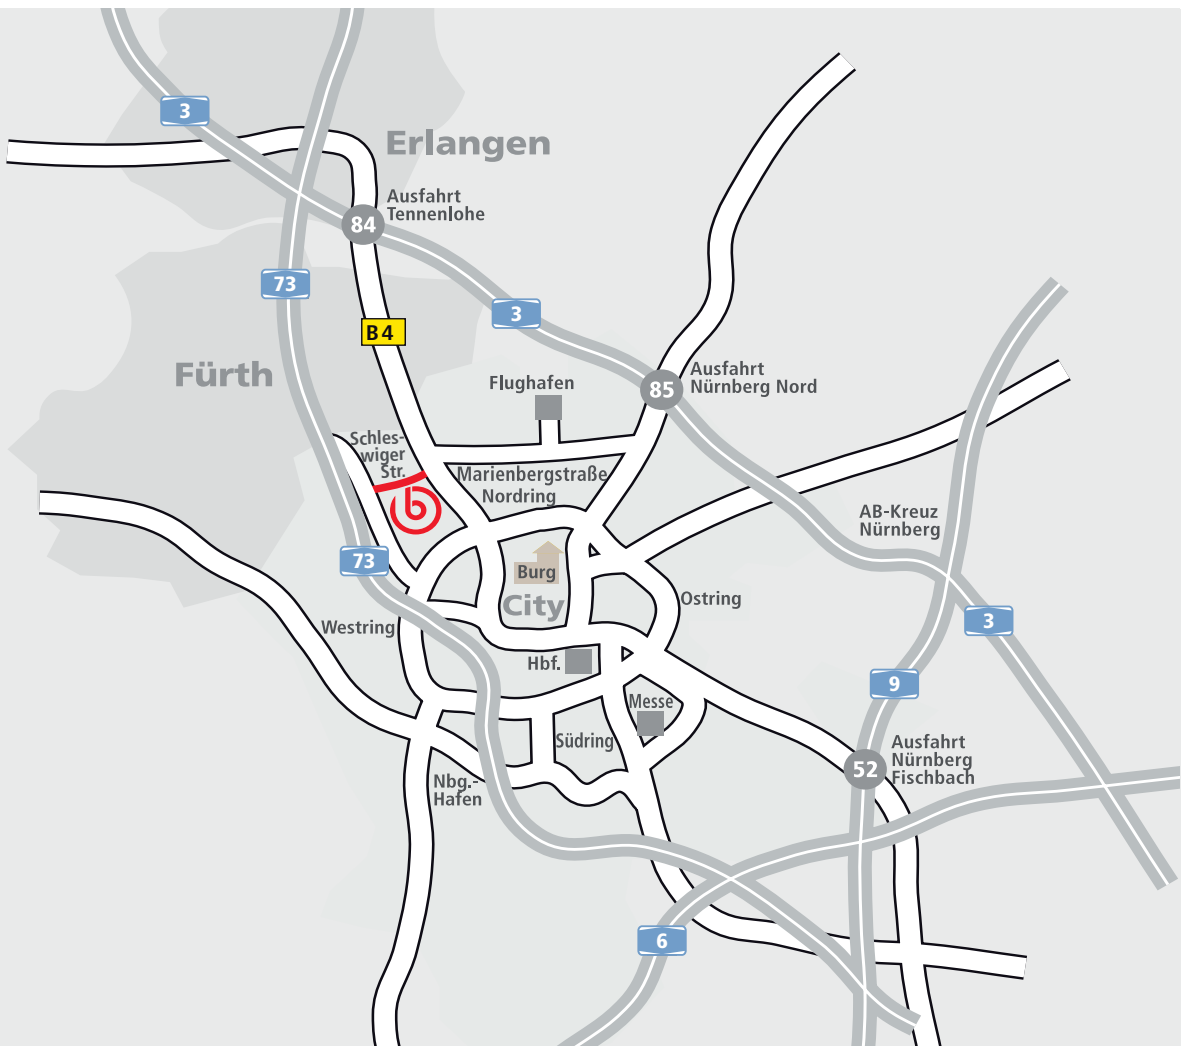 3
Erlangen
Ausfahrt
Tennenlohe
84
73
3
B4
Fürth
Ausfahrt
Nürnberg Nord
85
Flughafen
Schles-
wiger
Str.
Marienbergstraße
Nordring
b
AB-Kreuz
Nürnberg
73
Burg
City
Ostring
3
Westring
Hbf.
9
Messe
Südring
Ausfahrt
Nürnberg
Fischbach
52
Nbg.-
Hafen
6